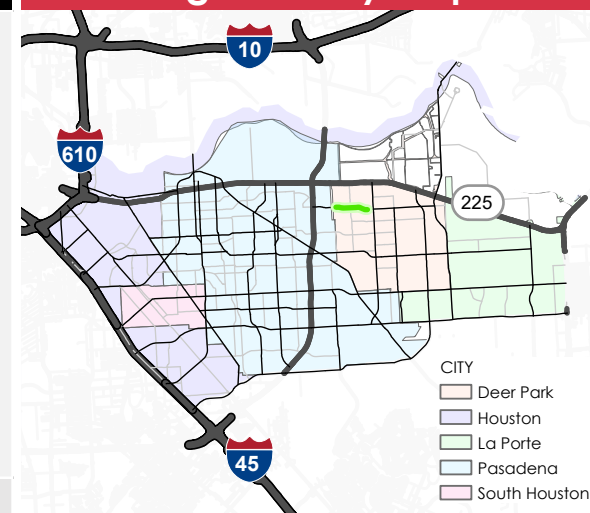 10
610
225
CITY
Deer Park
Houston
La Porte
Pasadena
South Houston
45